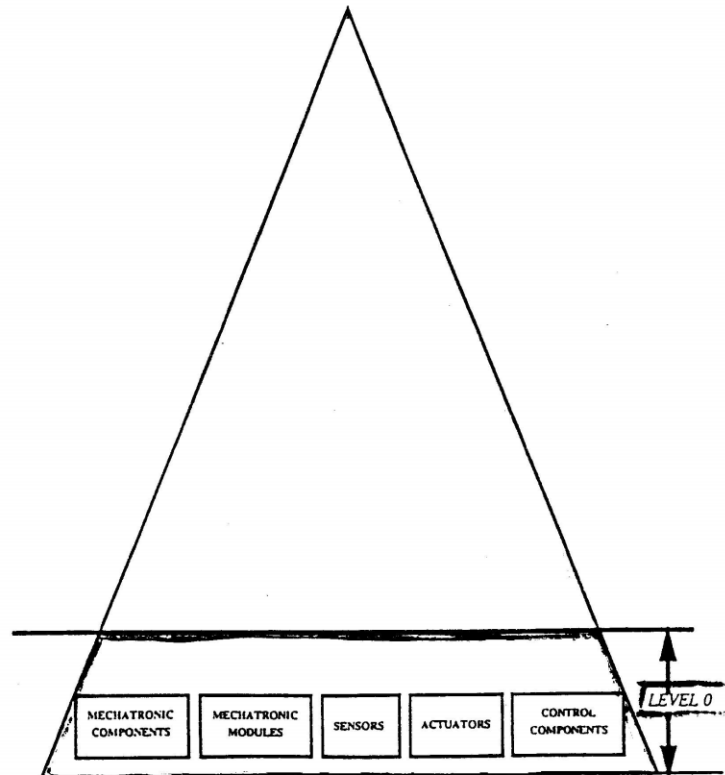 LEVEL 0
MECHATRONIC
COMPONENTS
MECHATRONIC
MODULES
SENSORS
ACTUATORS
CONTROL
COMPONENTS